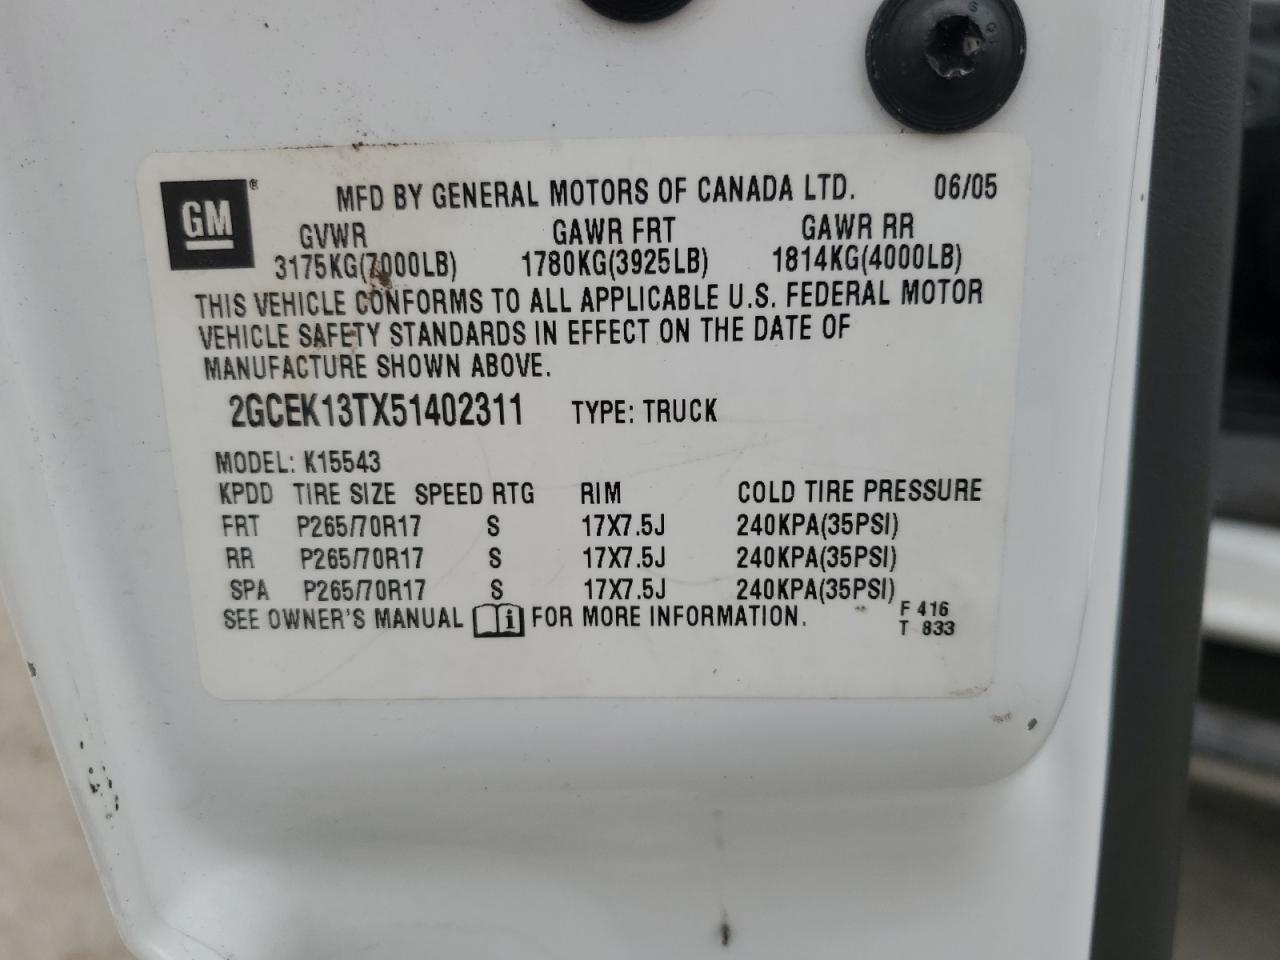 GM® MFD BY GENERAL MOTORS OF CANADA LTD. 06/05
GVWR GAWR FRT GAWR RR
3175KG(7000LB) 1780KG(3925LB) 1814KG(4000LB)
THIS VEHICLE CONFORMS TO ALL APPLICABLE U.S. FEDERAL MOTOR
VEHICLE SAFETY STANDARDS IN EFFECT ON THE DATE OF
MANUFACTURE SHOWN ABOVE.
2GCEK13TX51402311 TYPE: TRUCK
MODEL: K15543
KPDD TIRE SIZE SPEED RTG RIM COLD TIRE PRESSURE
FRT P265/70R17 S 17X7.5J 240KPA(35PSI)
RR P265/70R17 S 17X7.5J 240KPA(35PSI)
SPA P265/70R17 S 17X7.5J 240KPA(35PSI)
SEE OWNER'S MANUAL i FOR MORE INFORMATION.
F 416
T 833